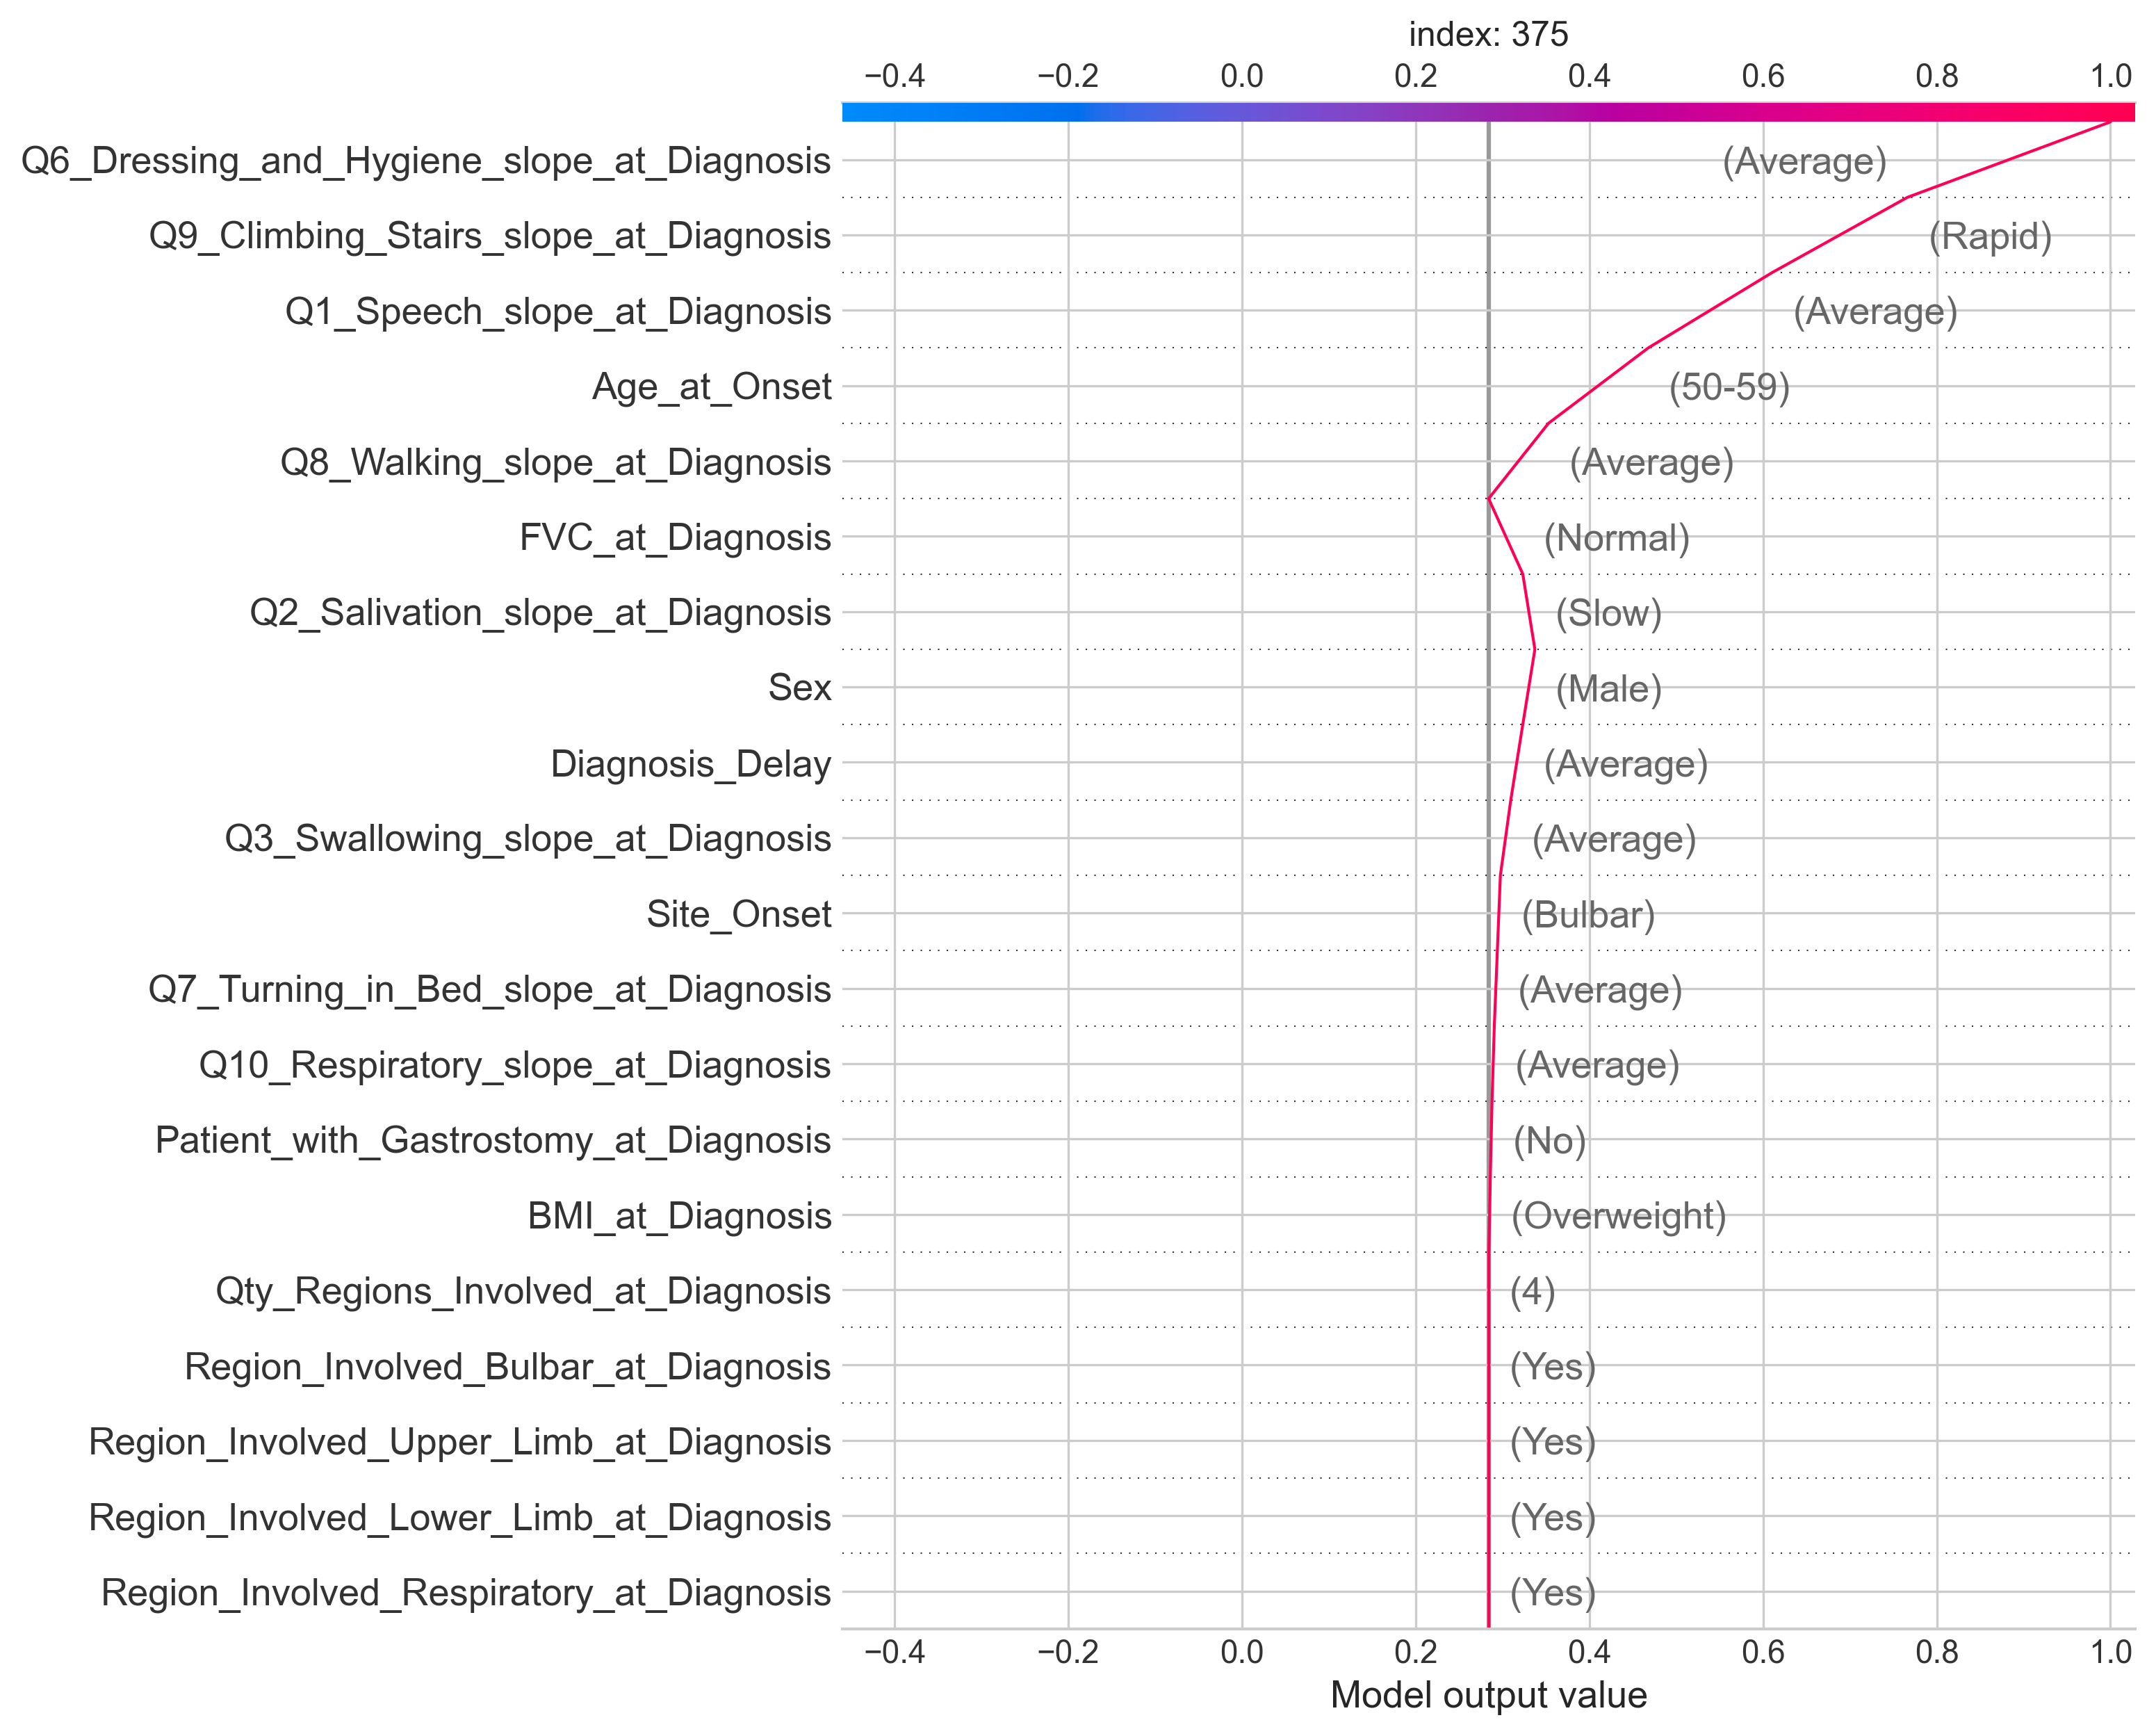 index: 375
−0.4 −0.2 0.0 0.2 0.4 0.6 0.8 1.0
Q6_Dressing_and_Hygiene_slope_at_Diagnosis (Average)
Q9_Climbing_Stairs_slope_at_Diagnosis (Rapid)
Q1_Speech_slope_at_Diagnosis (Average)
Age_at_Onset (50-59)
Q8_Walking_slope_at_Diagnosis (Average)
FVC_at_Diagnosis (Normal)
Q2_Salivation_slope_at_Diagnosis (Slow)
Sex (Male)
Diagnosis_Delay (Average)
Q3_Swallowing_slope_at_Diagnosis (Average)
Site_Onset (Bulbar)
Q7_Turning_in_Bed_slope_at_Diagnosis (Average)
Q10_Respiratory_slope_at_Diagnosis (Average)
Patient_with_Gastrostomy_at_Diagnosis (No)
BMI_at_Diagnosis (Overweight)
Qty_Regions_Involved_at_Diagnosis (4)
Region_Involved_Bulbar_at_Diagnosis (Yes)
Region_Involved_Upper_Limb_at_Diagnosis (Yes)
Region_Involved_Lower_Limb_at_Diagnosis (Yes)
Region_Involved_Respiratory_at_Diagnosis (Yes)
−0.4 −0.2 0.0 0.2 0.4 0.6 0.8 1.0
Model output value